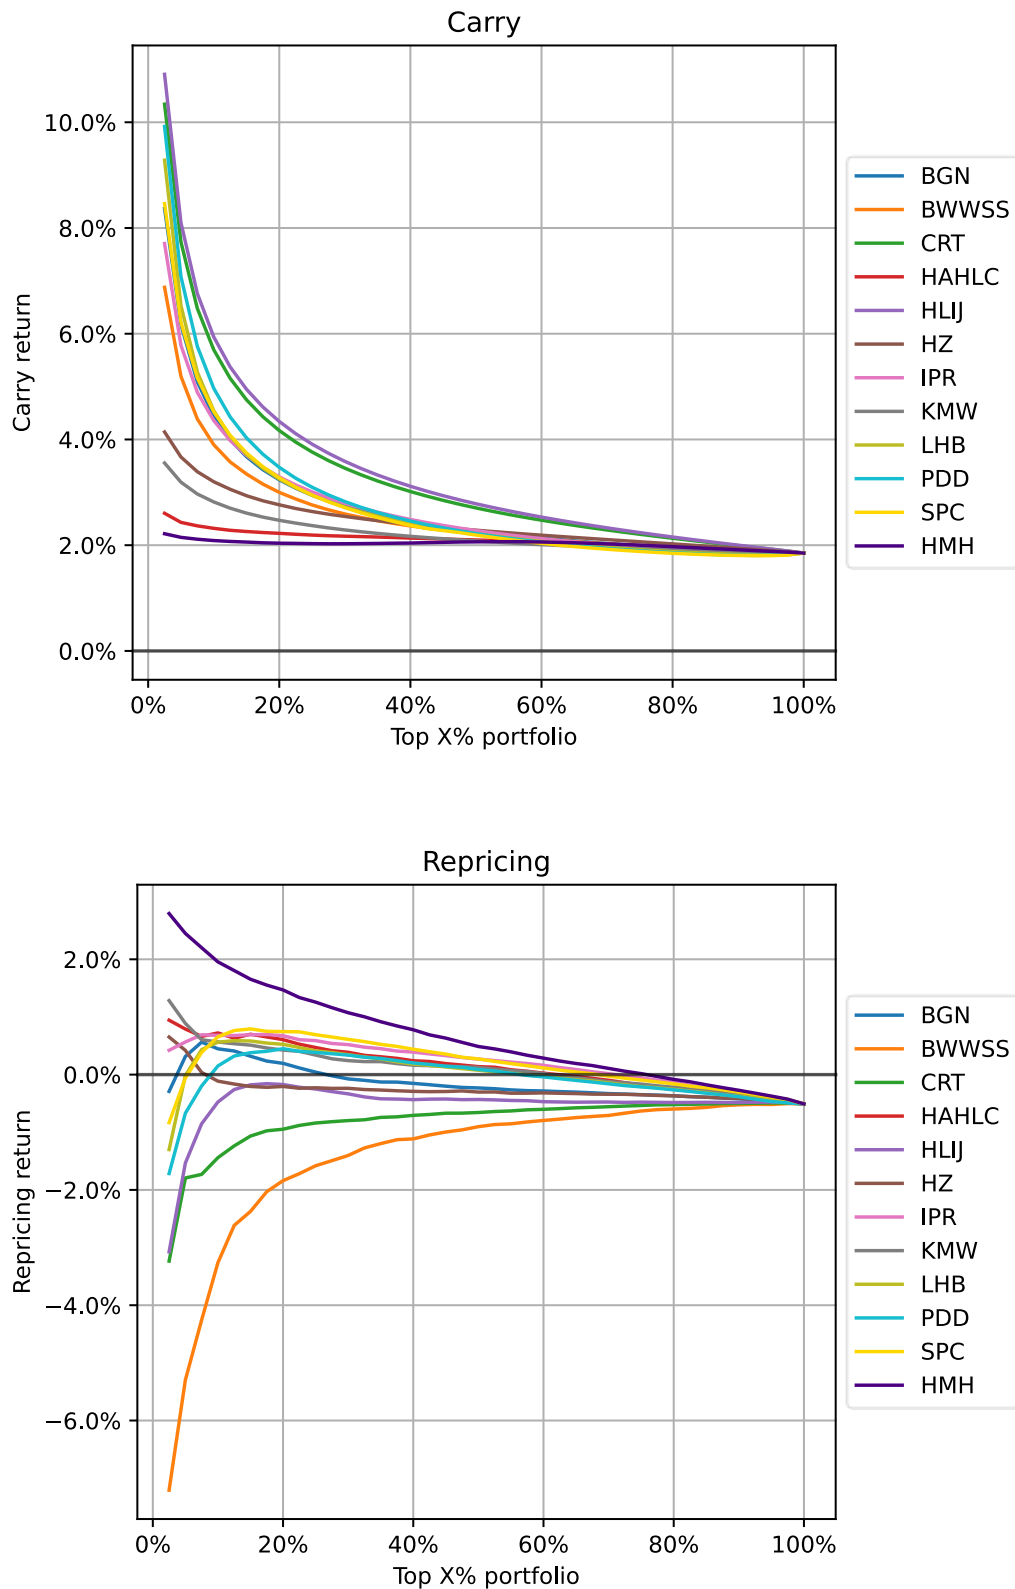 Carry
10.0%
8.0%
6.0%
4.0%
2.0%
0.0%
Carry return
0% 20% 40% 60% 80% 100%
Top X% portfolio
BGN
BWWSS
CRT
HAHLC
HLIJ
HZ
IPR
KMW
LHB
PDD
SPC
HMH
Repricing
2.0%
0.0%
−2.0%
−4.0%
−6.0%
Repricing return
0% 20% 40% 60% 80% 100%
Top X% portfolio
BGN
BWWSS
CRT
HAHLC
HLIJ
HZ
IPR
KMW
LHB
PDD
SPC
HMH